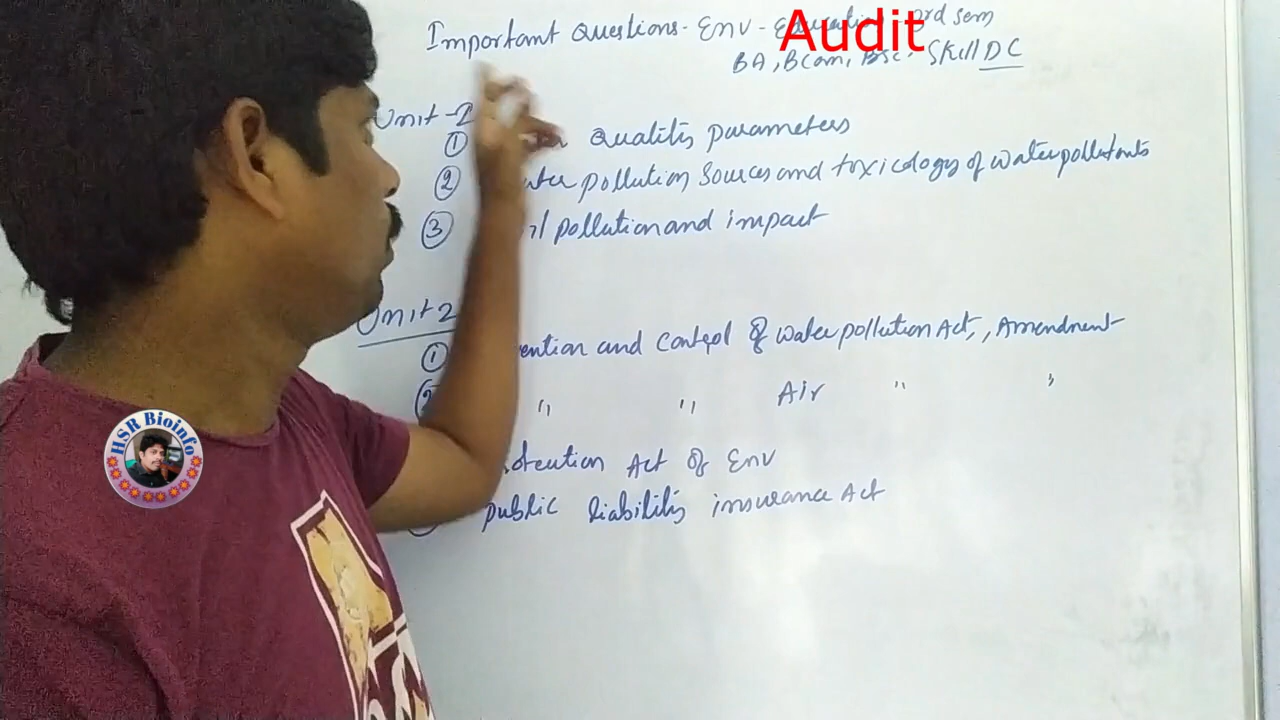 Important Questions - Env - Audit 3rd Sem
BA, BCom, BSc. Skill DC
Unit - I
① Quality parameters
② pollution Sources and toxicology of water pollutants
③ pollution and impact
Unit 2
① and control of water pollution Act,, Amendment
② " " Air " "
Act of Env
public liability insurance Act
HSR Bioinfo